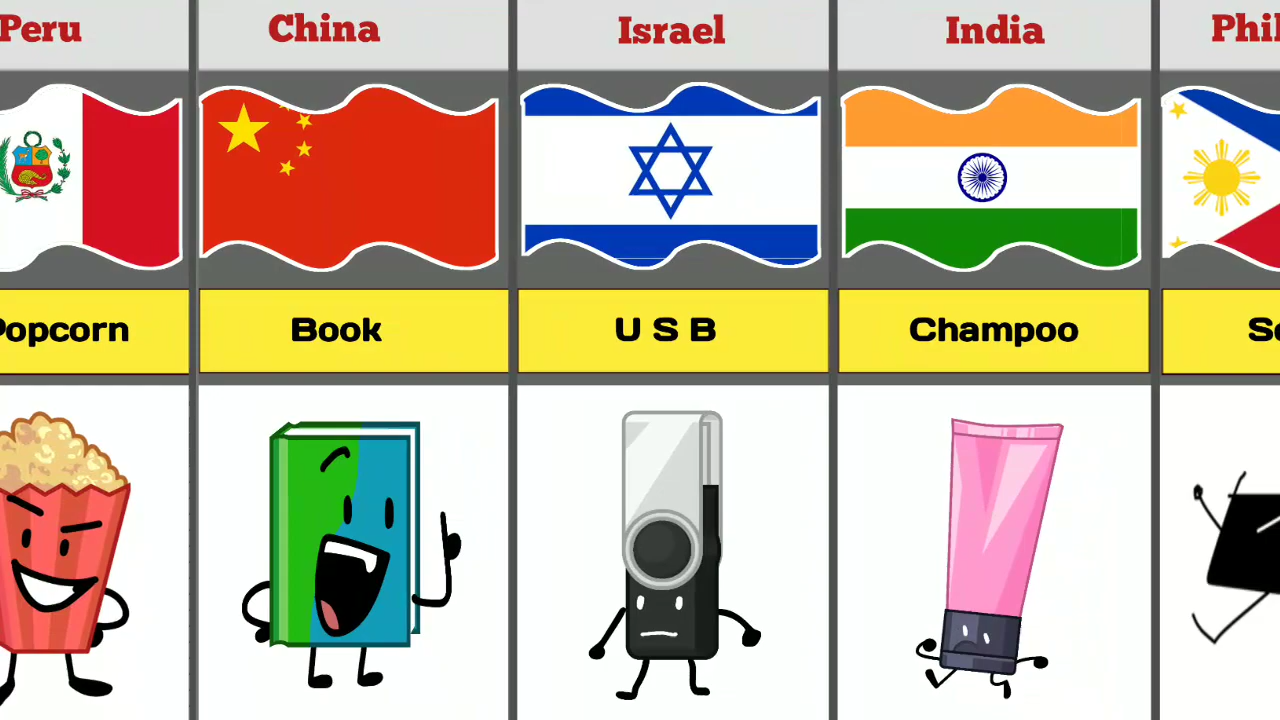 Peru
China
Israel
India
Popcorn
Book
U S B
Champoo